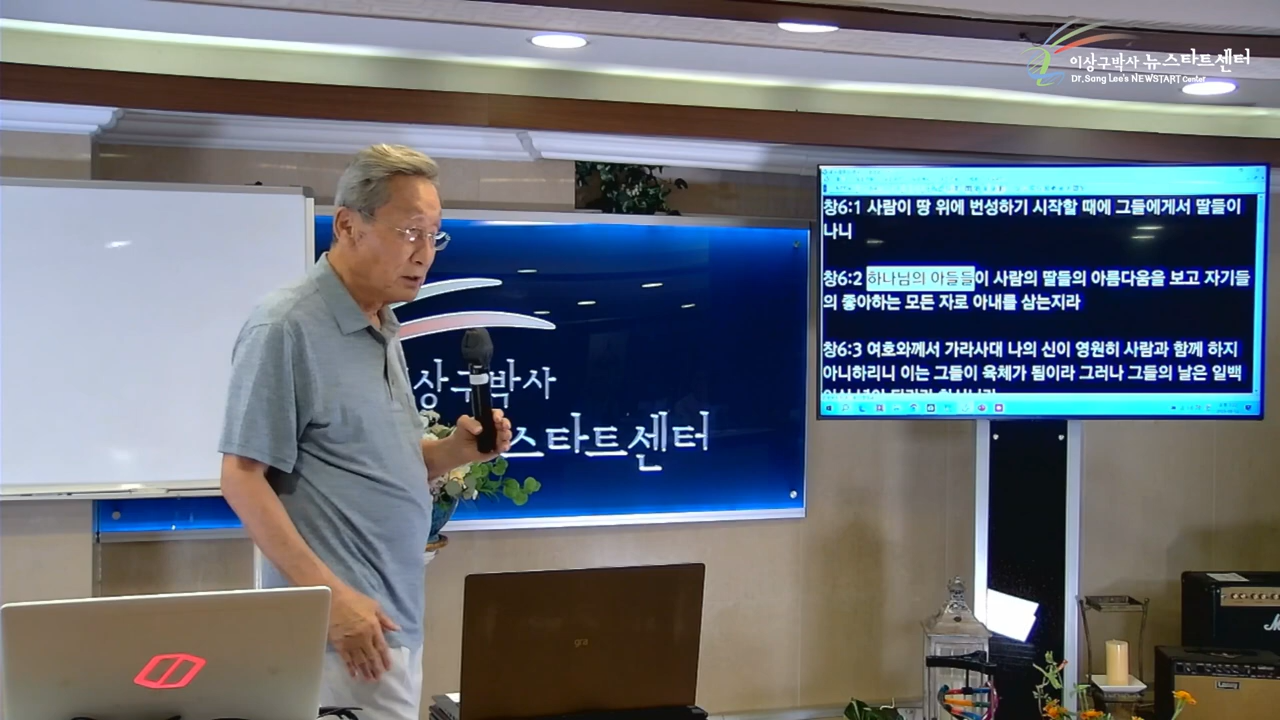 이상구박사 뉴스타트센터
Dr. Sang Lee's NEWSTART Center
창6:1 사람이 땅 위에 번성하기 시작할 때에 그들에게서 딸들이
나니
창6:2 하나님의 아들들이 사람의 딸들의 아름다움을 보고 자기들
의 좋아하는 모든 자로 아내를 삼는지라
창6:3 여호와께서 가라사대 나의 신이 영원히 사람과 함께 하지
아니하리니 이는 그들이 육체가 됨이라 그러나 그들의 날은 일백
상구박사
스타트센터
gra
Laney